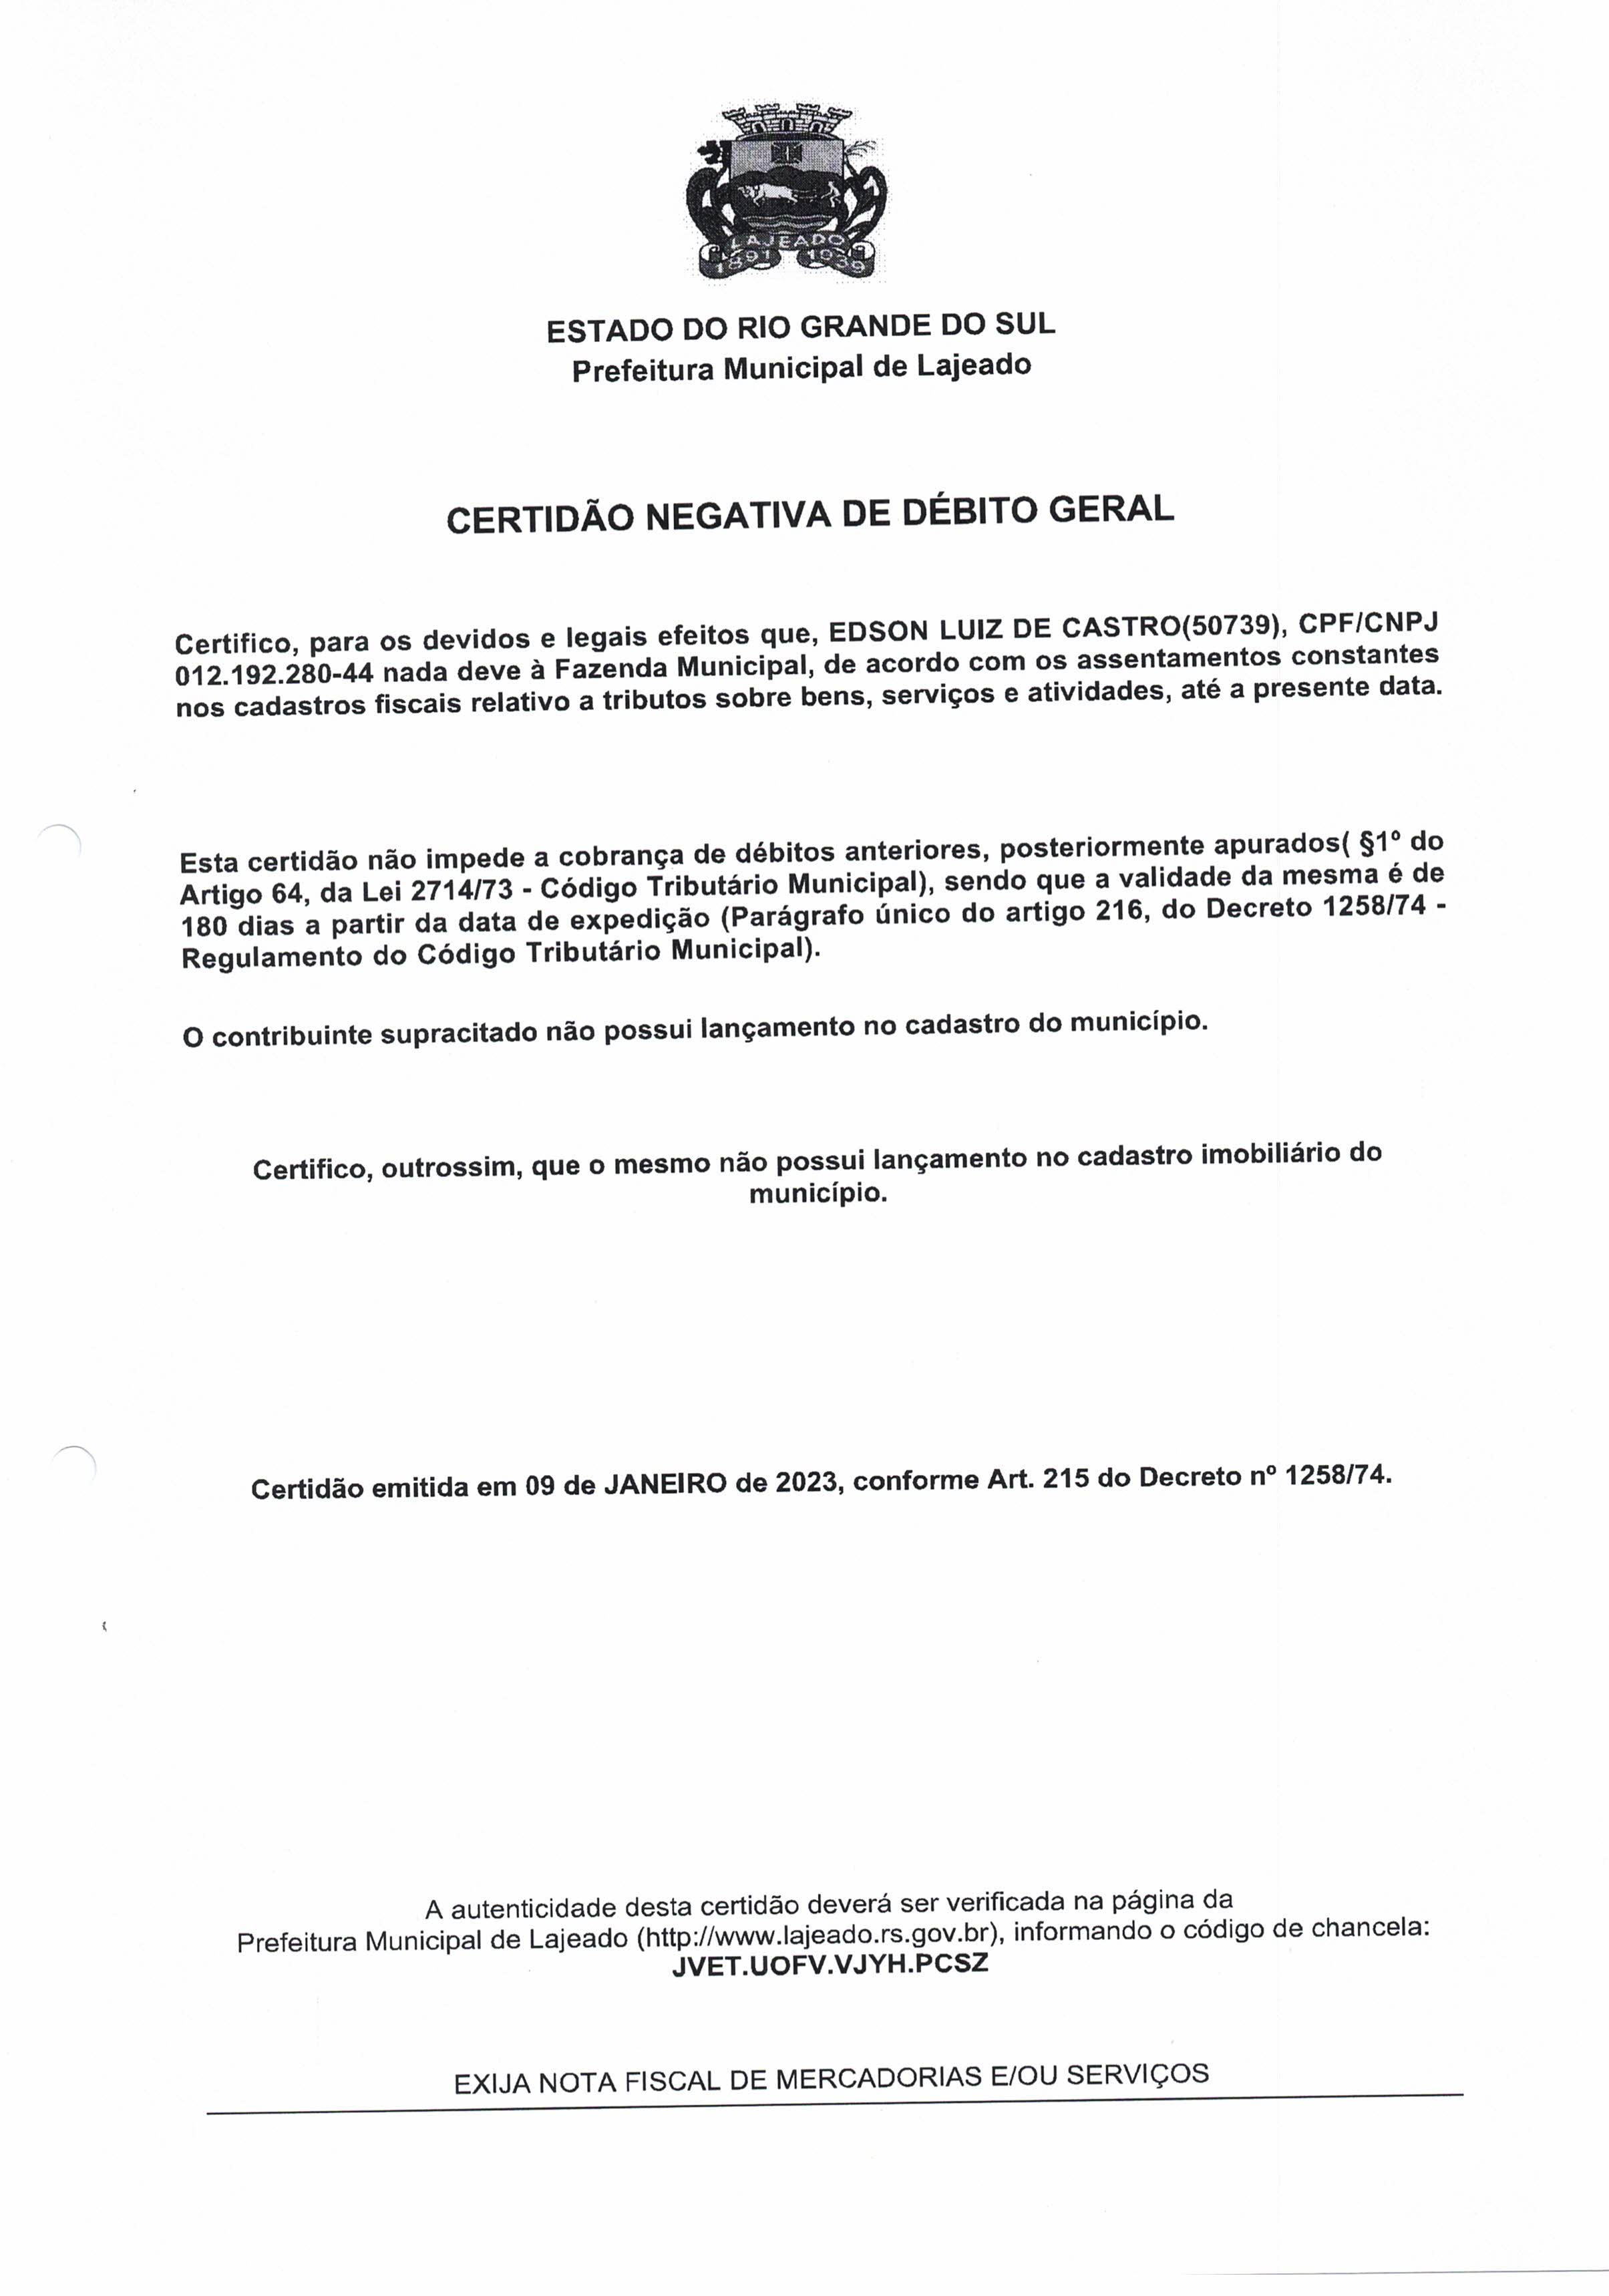 LAJEADO
1891 1939
ESTADO DO RIO GRANDE DO SUL
Prefeitura Municipal de Lajeado
CERTIDÃO NEGATIVA DE DÉBITO GERAL
Certifico, para os devidos e legais efeitos que, EDSON LUIZ DE CASTRO(50739), CPF/CNPJ
012.192.280-44 nada deve à Fazenda Municipal, de acordo com os assentamentos constantes
nos cadastros fiscais relativo a tributos sobre bens, serviços e atividades, até a presente data.
Esta certidão não impede a cobrança de débitos anteriores, posteriormente apurados( §1º do
Artigo 64, da Lei 2714/73 - Código Tributário Municipal), sendo que a validade da mesma é de
180 dias a partir da data de expedição (Parágrafo único do artigo 216, do Decreto 1258/74 -
Regulamento do Código Tributário Municipal).
O contribuinte supracitado não possui lançamento no cadastro do município.
Certifico, outrossim, que o mesmo não possui lançamento no cadastro imobiliário do
município.
Certidão emitida em 09 de JANEIRO de 2023, conforme Art. 215 do Decreto nº 1258/74.
A autenticidade desta certidão deverá ser verificada na página da
Prefeitura Municipal de Lajeado (http://www.lajeado.rs.gov.br), informando o código de chancela:
JVET.UOFV.VJYH.PCSZ
EXIJA NOTA FISCAL DE MERCADORIAS E/OU SERVIÇOS